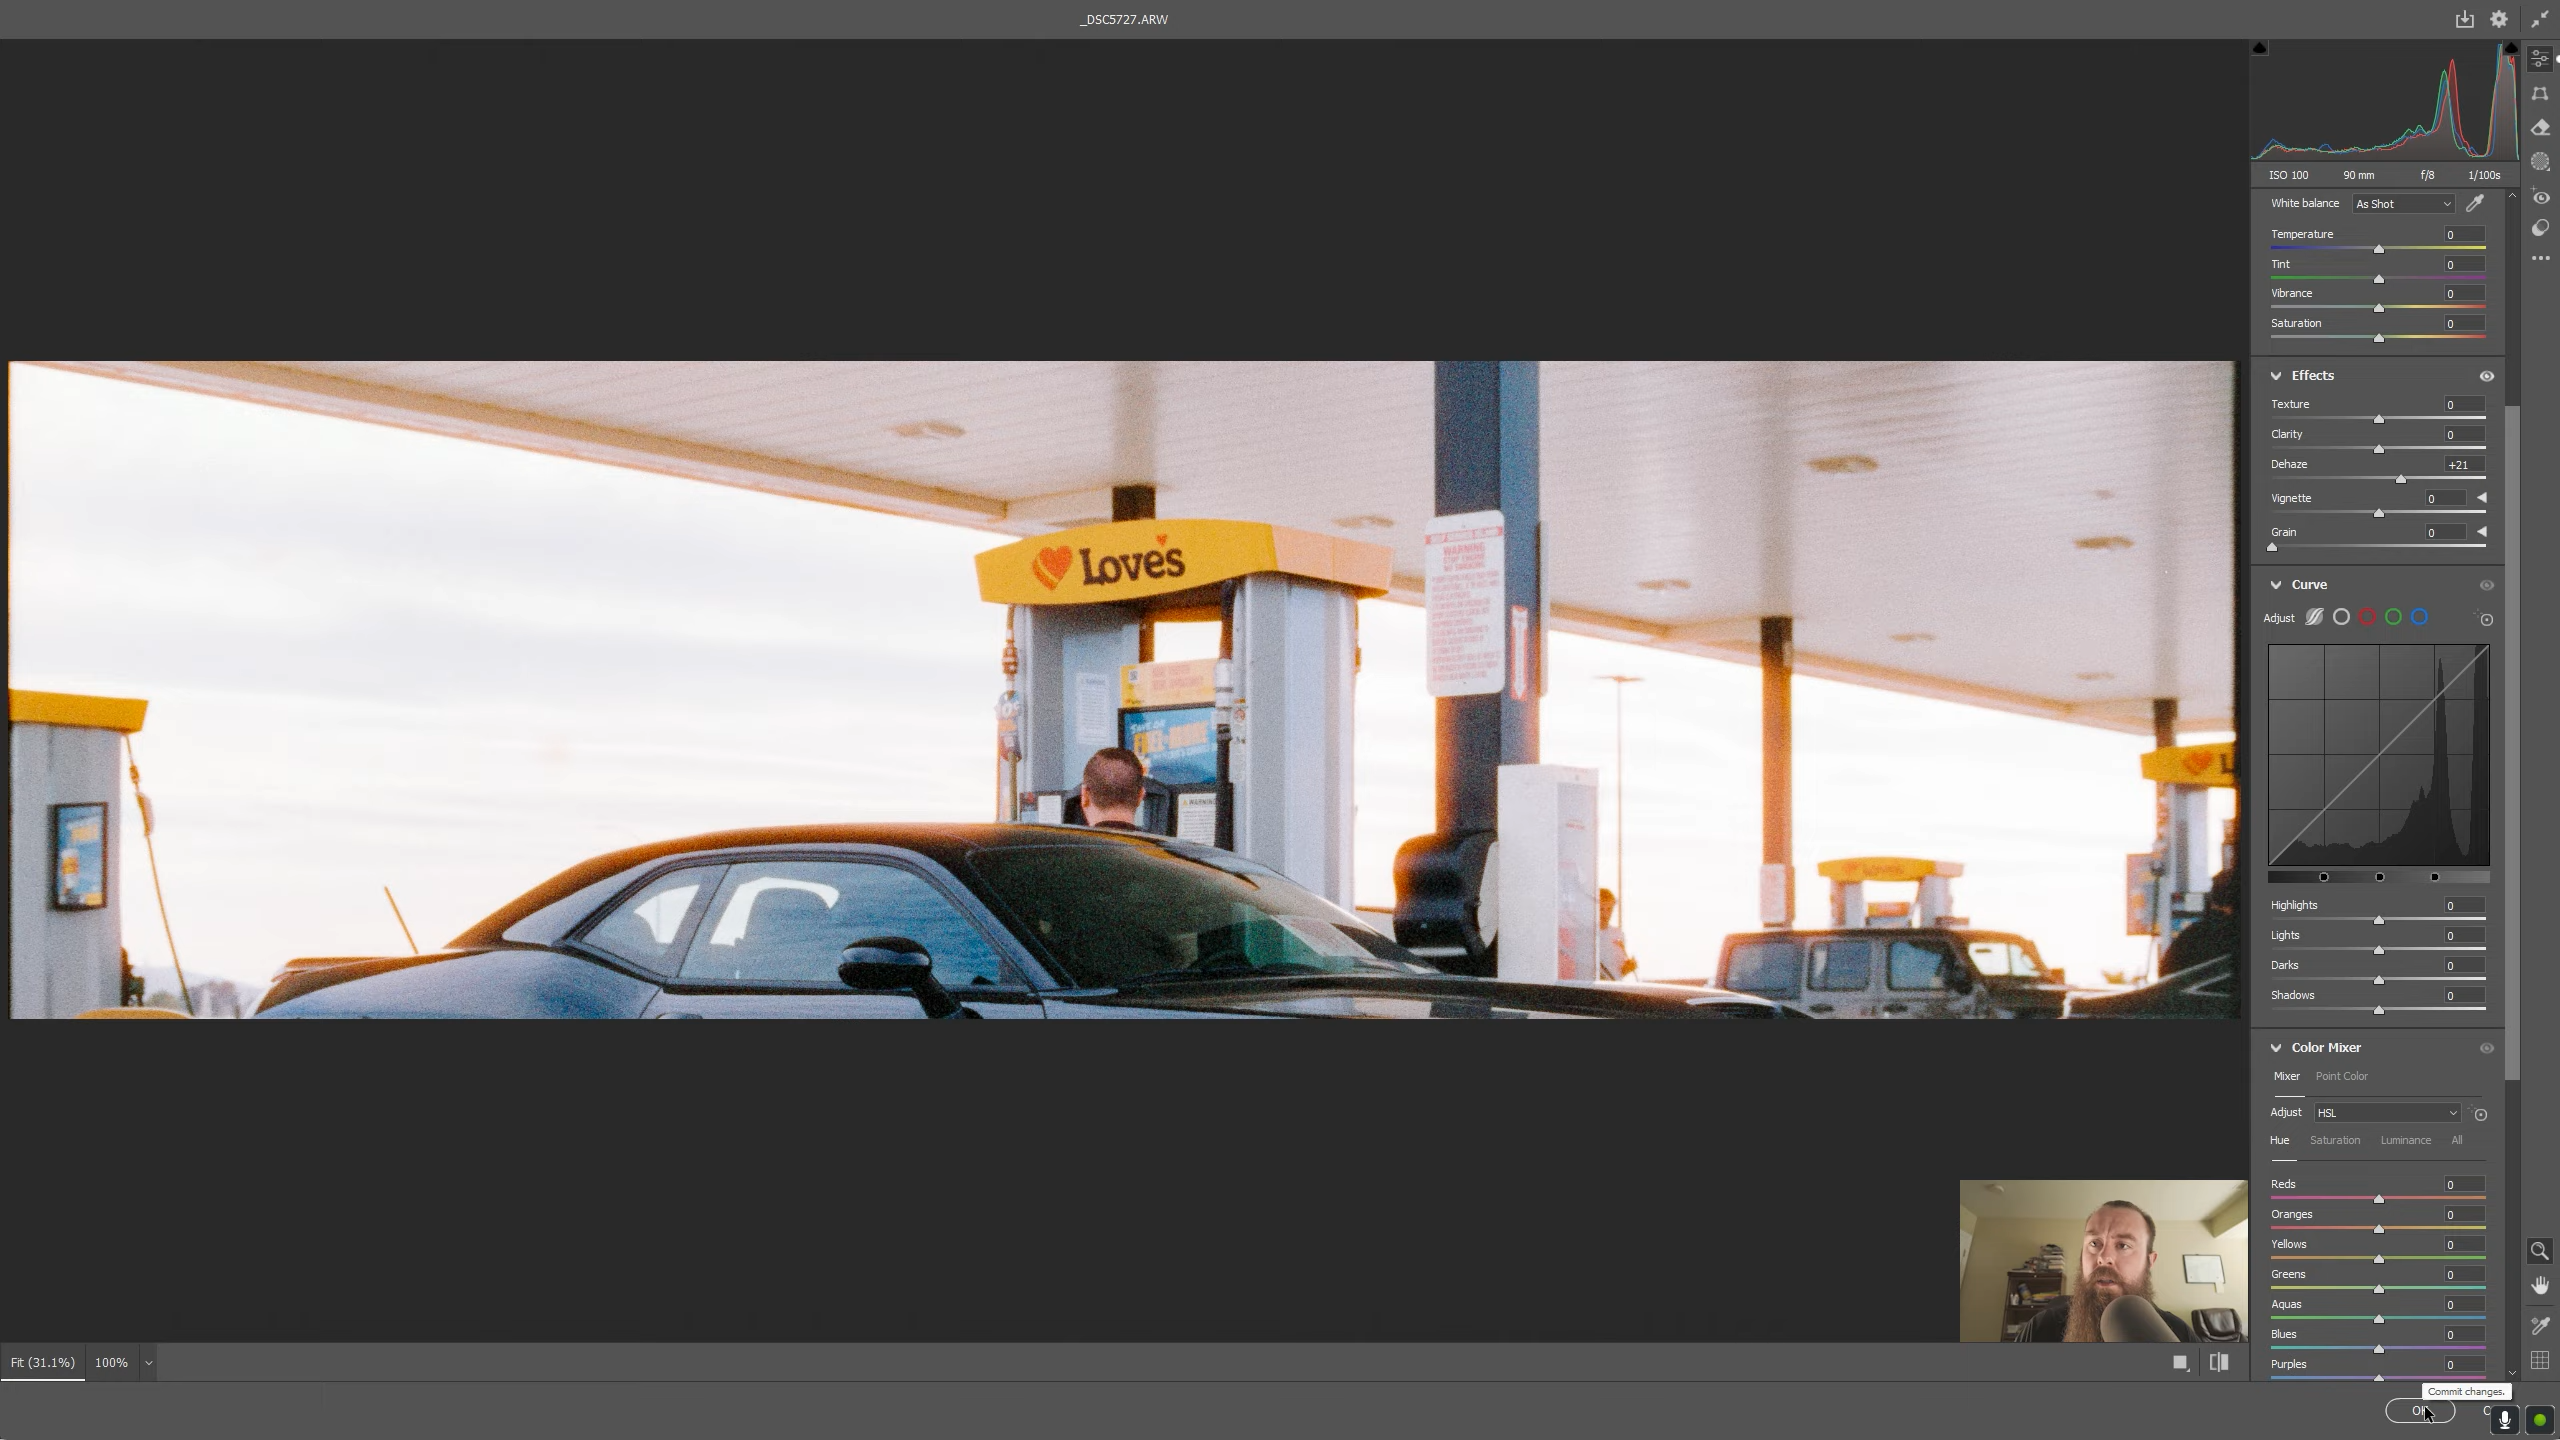 _DSC5727.ARW
ISO 100 90 mm f/8 1/100s
White balance As Shot
Temperature 0
Tint 0
Vibrance 0
Saturation 0
Effects
Texture 0
Clarity 0
Dehaze +21
Vignette 0
Grain 0
Curve
Adjust
Highlights 0
Lights 0
Darks 0
Shadows 0
Color Mixer
Mixer Point Color
Adjust HSL
Hue Saturation Luminance All
Reds 0
Oranges 0
Yellows 0
Greens 0
Aquas 0
Blues 0
Purples 0
Commit changes.
Love's
WARNING
WARNING
L
Fit (31.1%) 100%